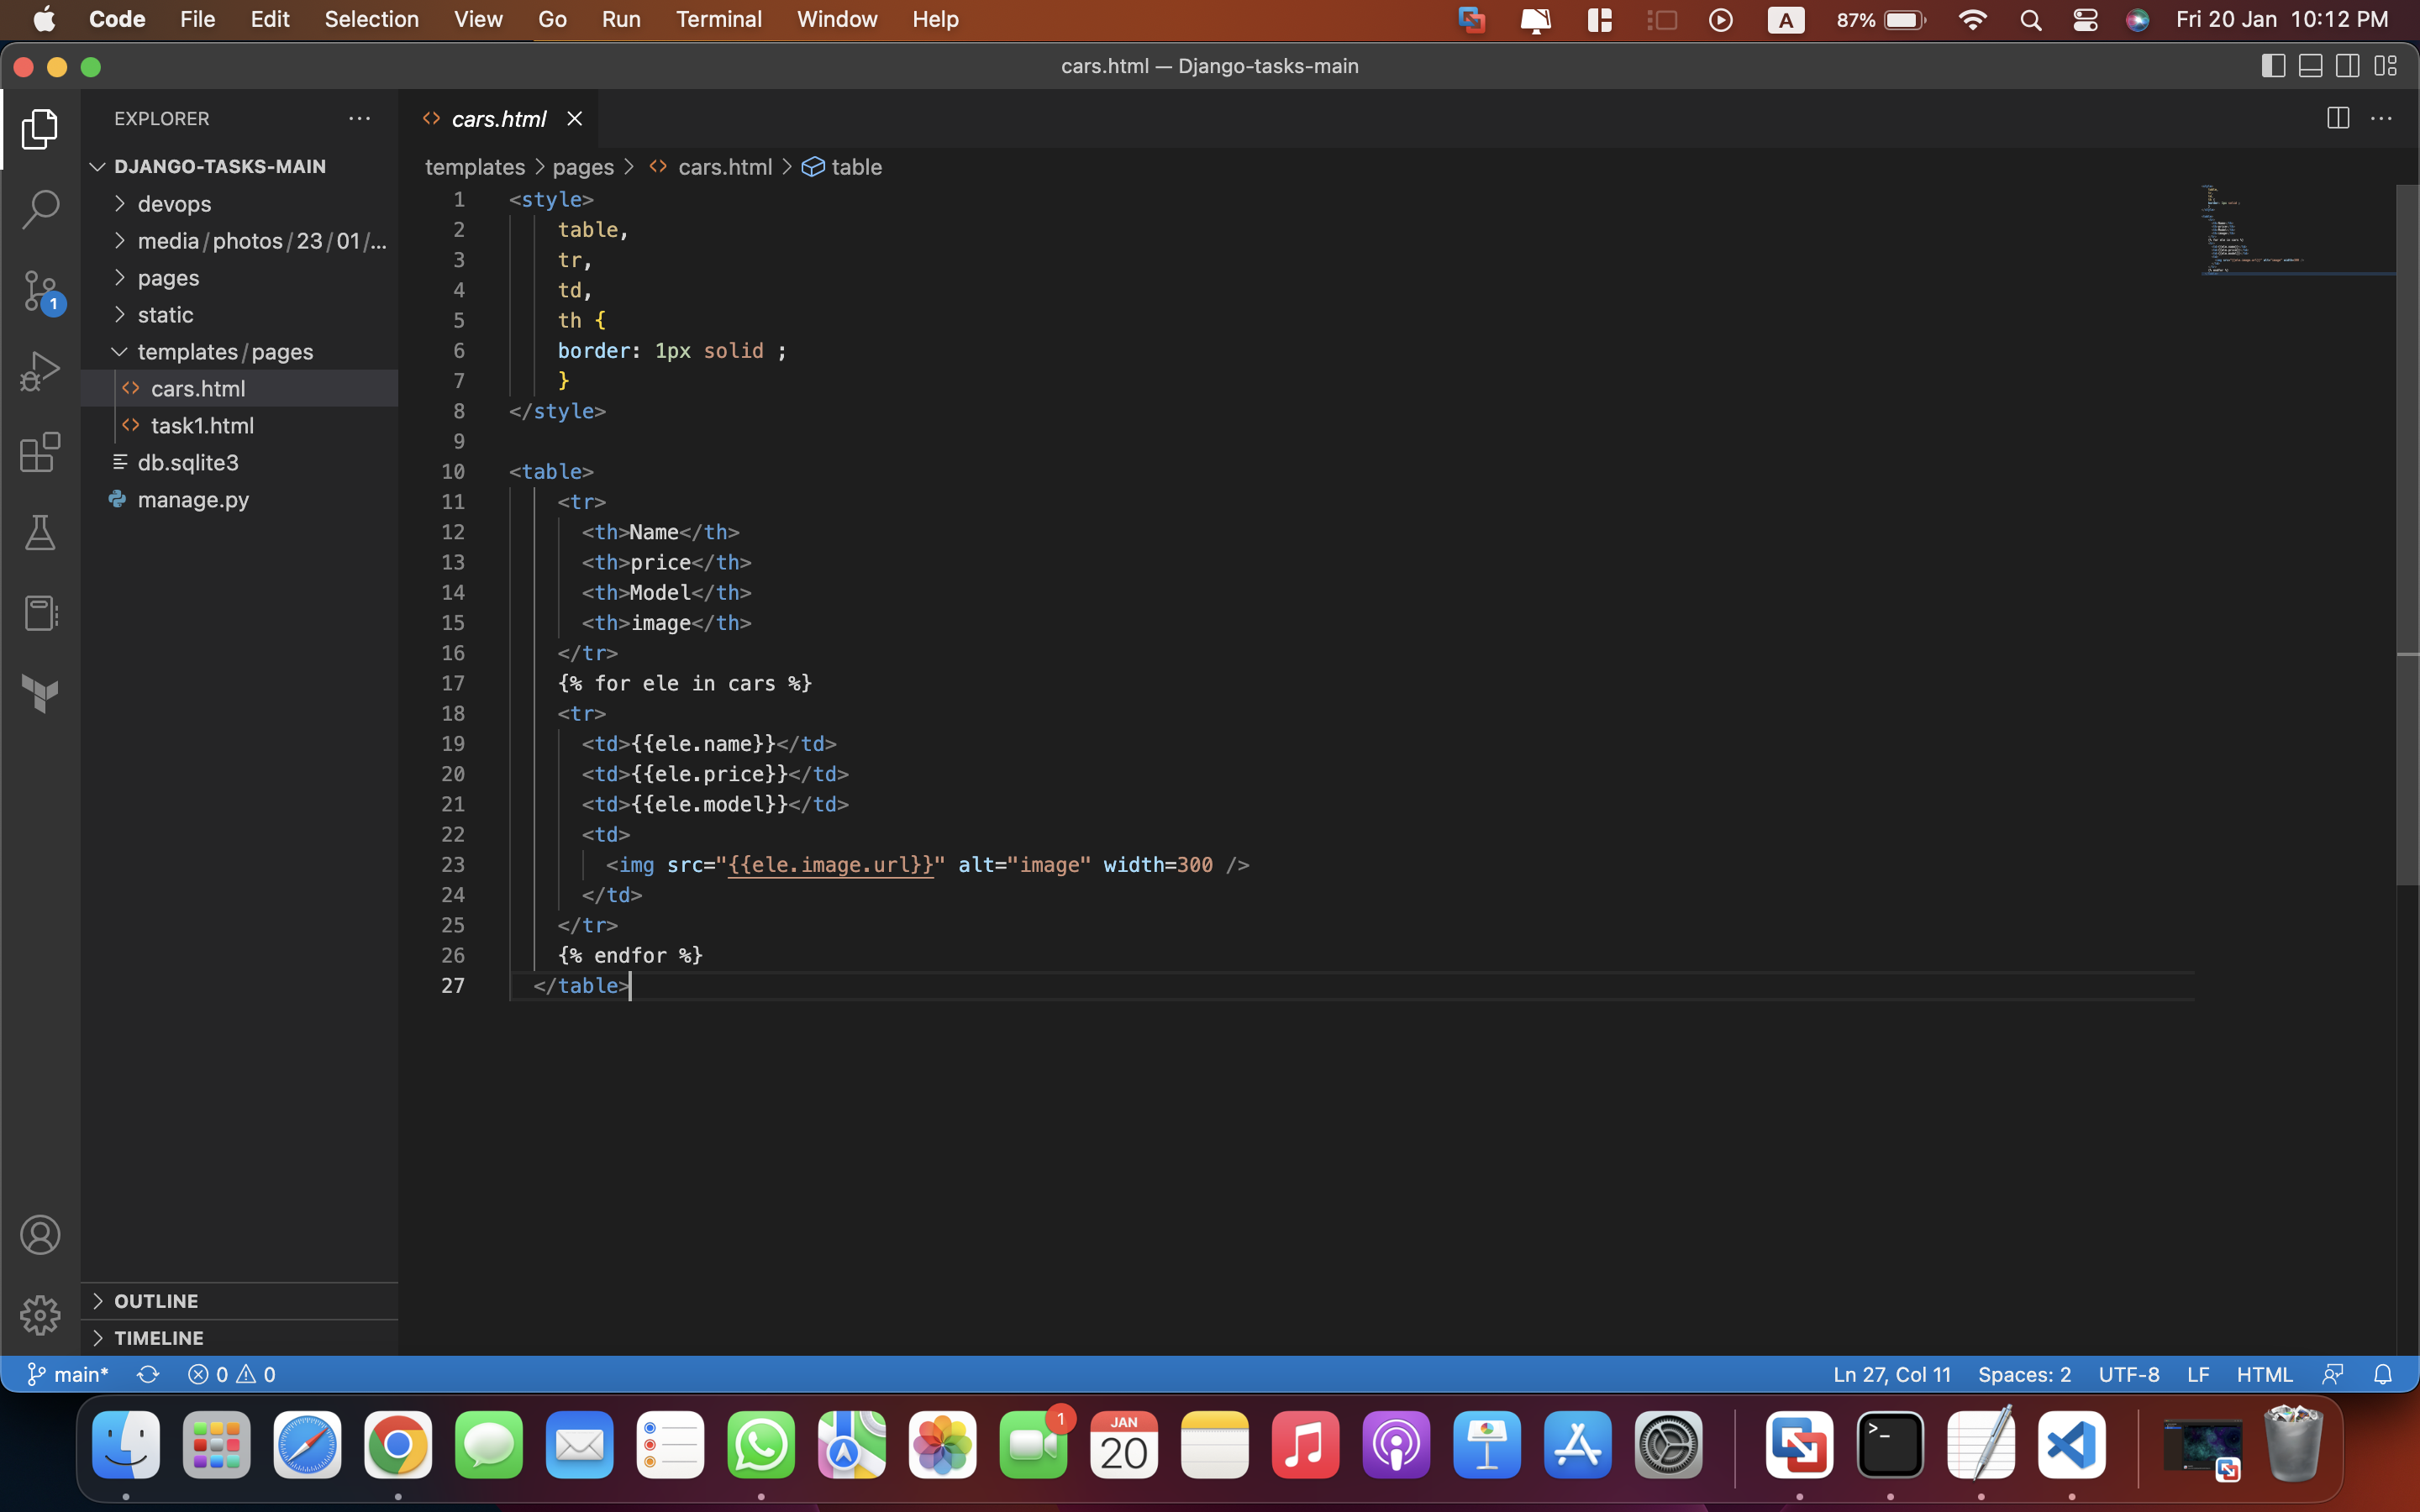 Code File Edit Selection View Go Run Terminal Window Help A 87% Fri 20 Jan 10:12 PM
cars.html — Django-tasks-main
EXPLORER
DJANGO-TASKS-MAIN
devops
media/photos/23/01/...
pages
static
templates/pages
cars.html
task1.html
db.sqlite3
manage.py
1
OUTLINE
TIMELINE
cars.html
templates > pages > cars.html > table
1 <style>
2 table,
3 tr,
4 td,
5 th {
6 border: 1px solid ;
7 }
8 </style>
9
10 <table>
11 <tr>
12 <th>Name</th>
13 <th>price</th>
14 <th>Model</th>
15 <th>image</th>
16 </tr>
17 {% for ele in cars %}
18 <tr>
19 <td>{{ele.name}}</td>
20 <td>{{ele.price}}</td>
21 <td>{{ele.model}}</td>
22 <td>
23 <img src="{{ele.image.url}}" alt="image" width=300 />
24 </td>
25 </tr>
26 {% endfor %}
27 </table>
main* 0 0 Ln 27, Col 11 Spaces: 2 UTF-8 LF HTML
1
JAN
20
>_